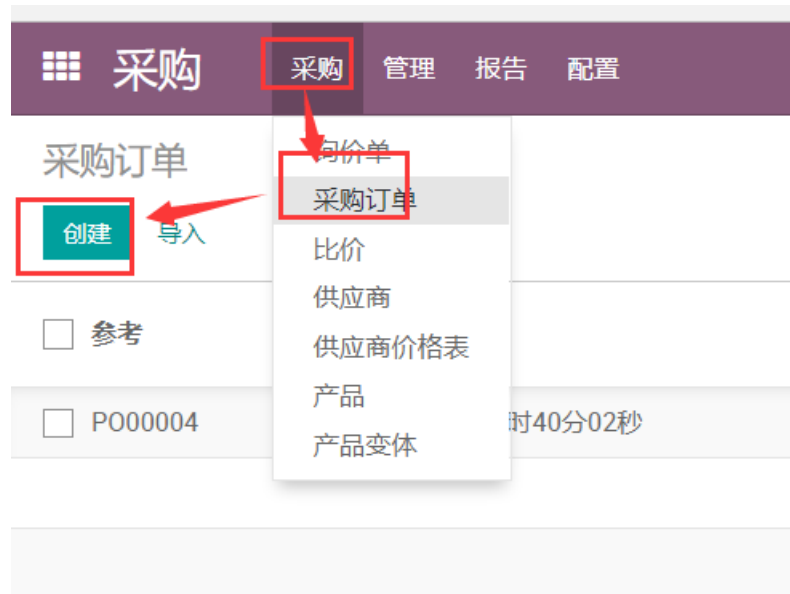 采购 采购 管理 报告 配置
采购订单
询价单
采购订单
创建 导入
比价
供应商
参考
供应商价格表
产品
PO00004 时40分02秒
产品变体